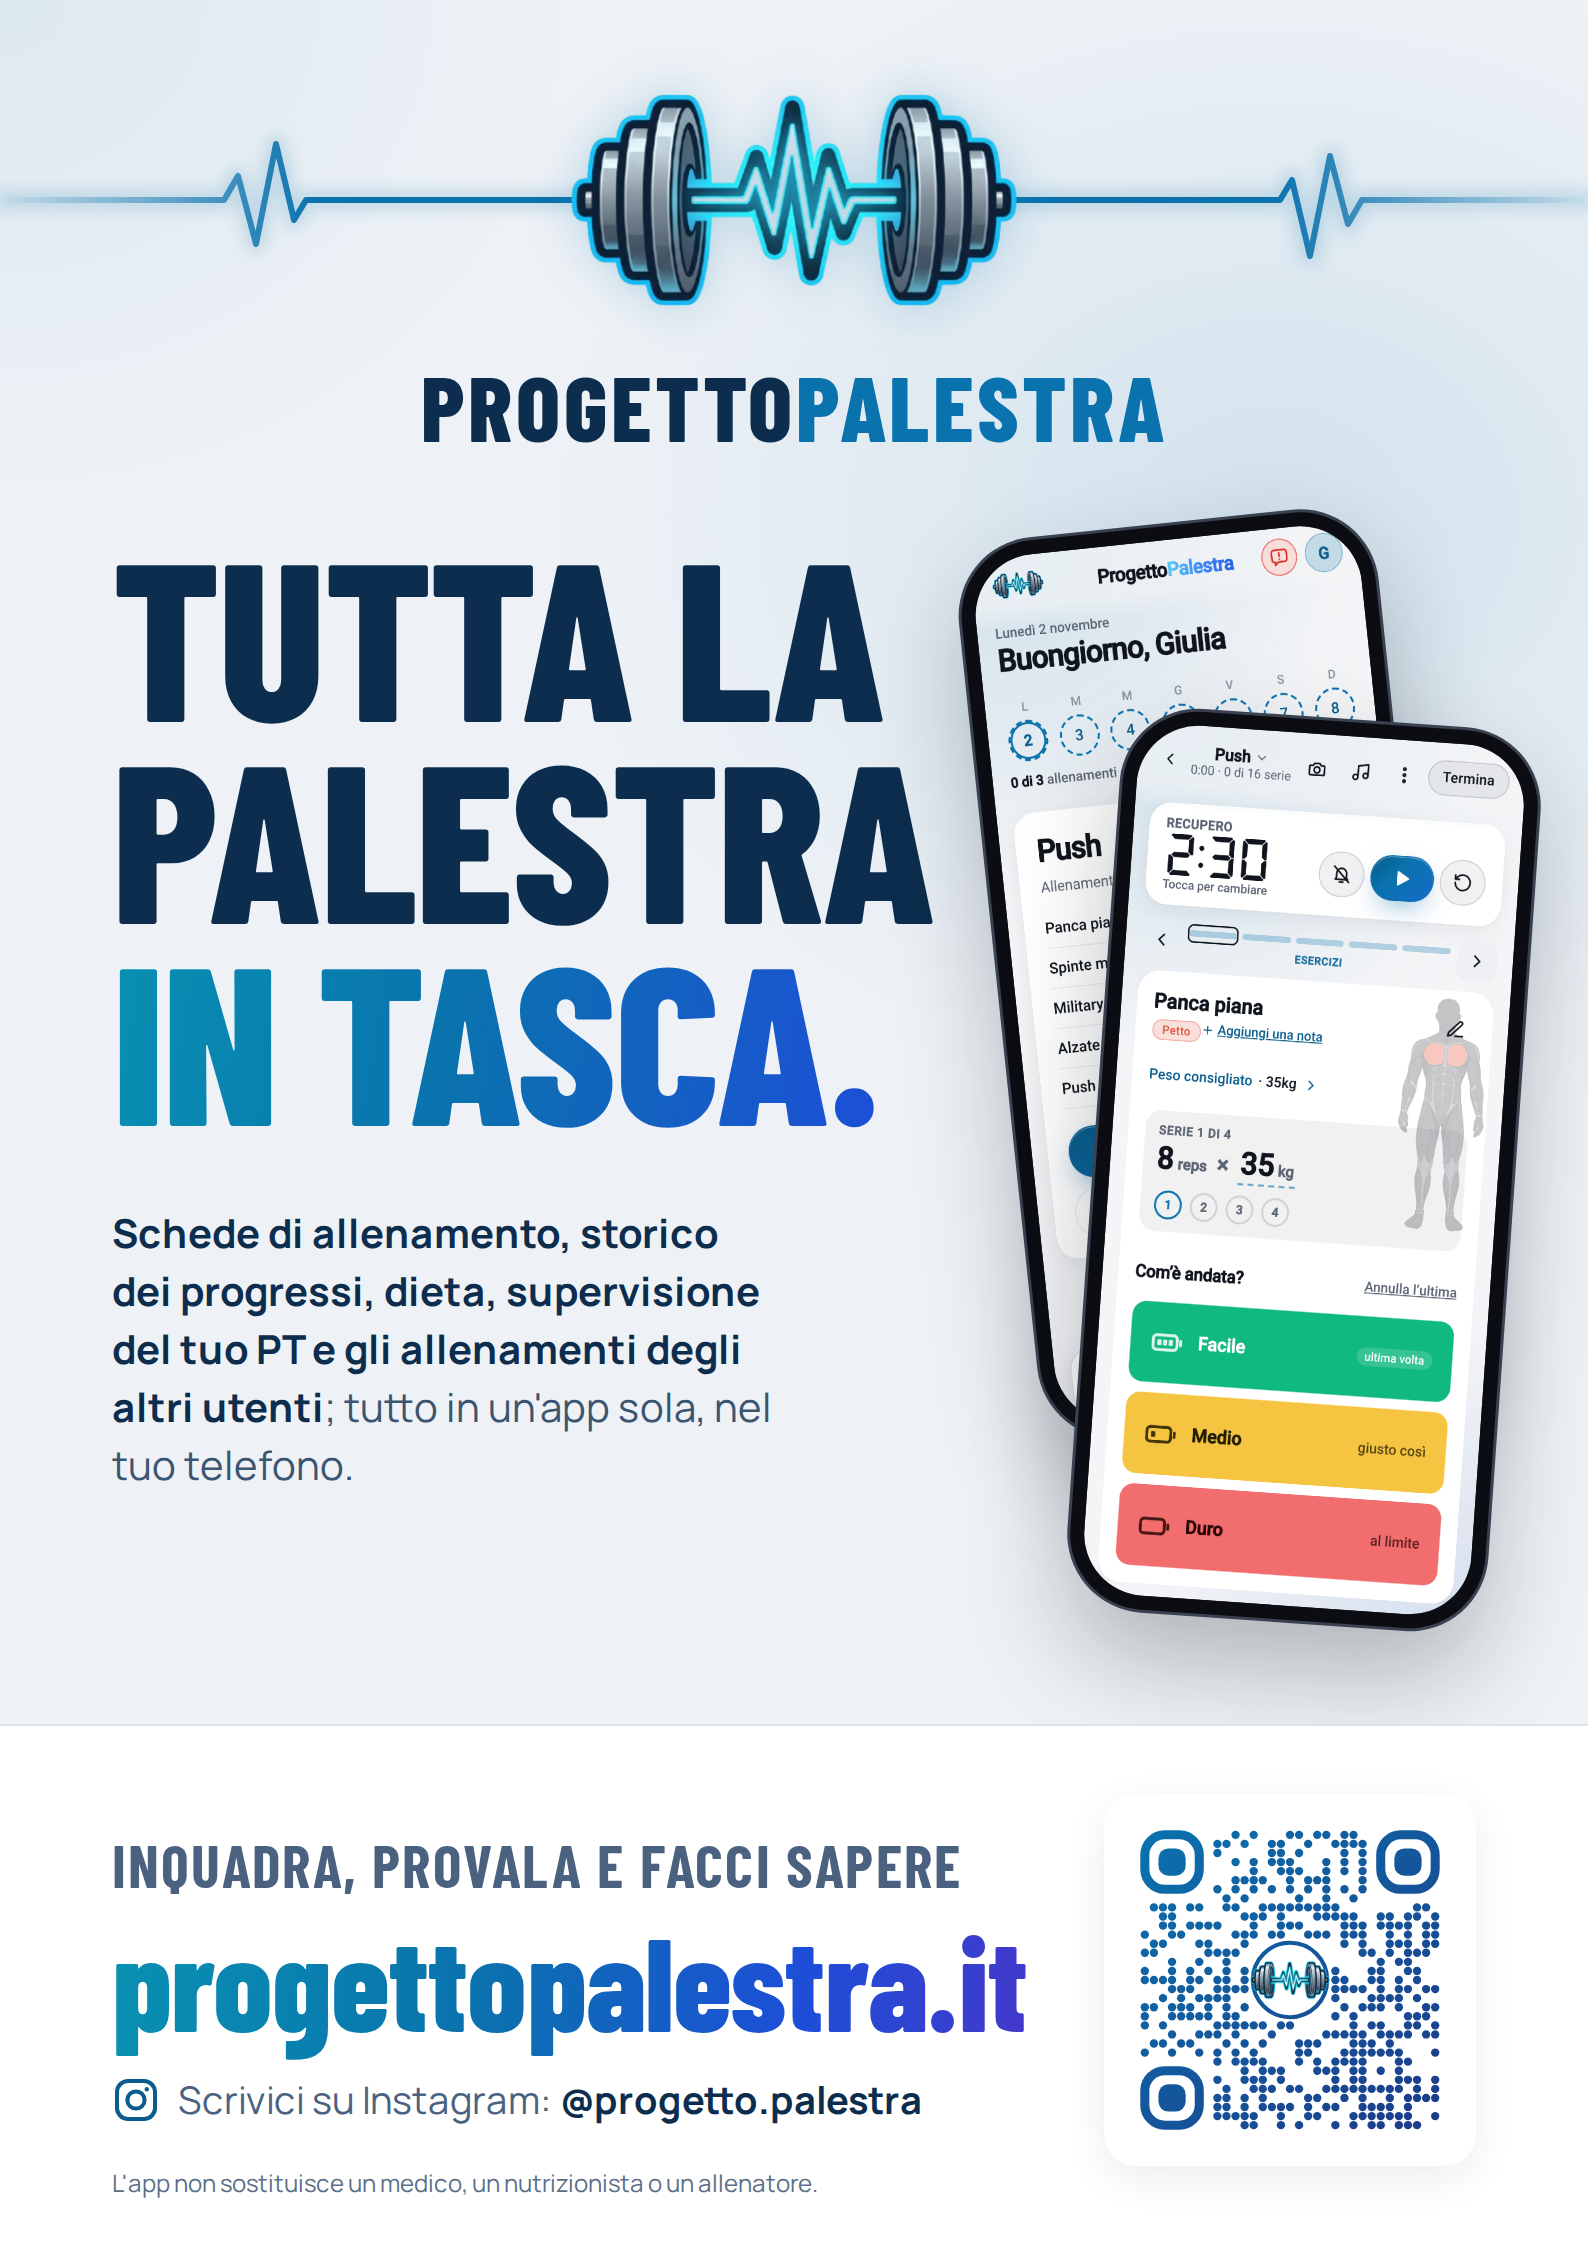 PROGETTOPALESTRA
TUTTA LA
PALESTRA
IN TASCA.
Schede di allenamento, storico
dei progressi, dieta, supervisione
del tuo PT e gli allenamenti degli
altri utenti; tutto in un'app sola, nel
tuo telefono.
ProgettoPalestra
G
Lunedì 2 novembre
Buongiorno, Giulia
L M M G V S D
2 3 4 7 8
0 di 3 allenamenti
Push
Allenament
Panca pia
Spinte m
Military
Alzate
Push
Push
0:00 · 0 di 16 serie
Termina
RECUPERO
2:30
Tocca per cambiare
ESERCIZI
Panca piana
Petto + Aggiungi una nota
Peso consigliato · 35kg
SERIE 1 DI 4
8 reps × 35 kg
1 2 3 4
Com'è andata?
Annulla l'ultima
Facile
ultima volta
Medio
giusto così
Duro
al limite
INQUADRA, PROVALA E FACCI SAPERE
progettopalestra.it
Scrivici su Instagram: @progetto.palestra
L'app non sostituisce un medico, un nutrizionista o un allenatore.